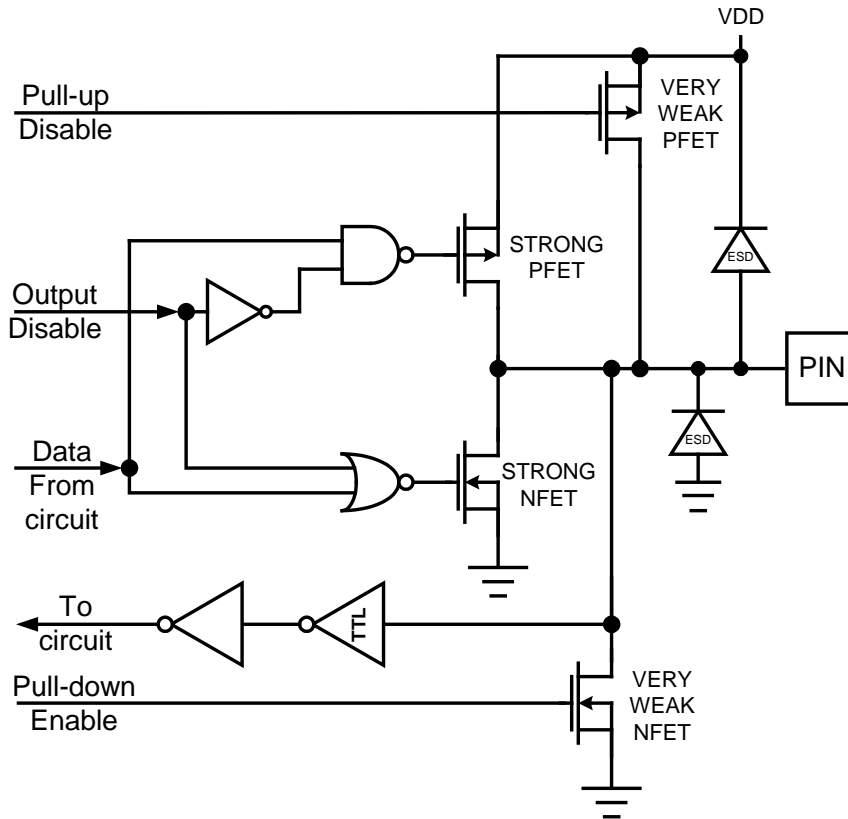 VDD
Pull-up
Disable
VERY
WEAK
PFET
STRONG
PFET
ESD
Output
Disable
PIN
ESD
Data
From
circuit
STRONG
NFET
To
circuit
TTL
Pull-down
Enable
VERY
WEAK
NFET